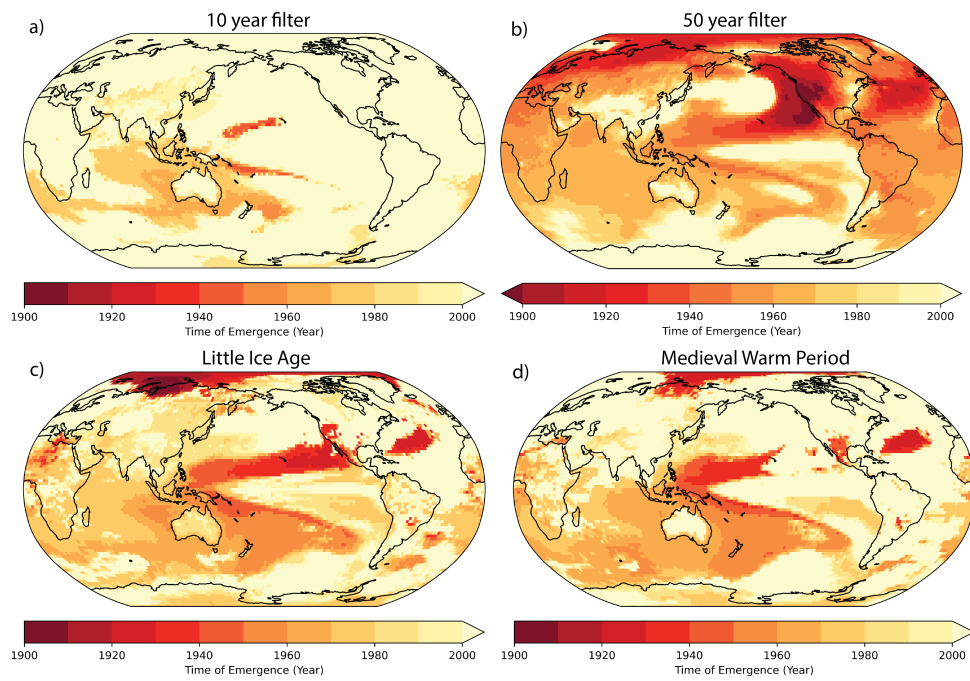 a)
10 year filter
b)
50 year filter
1900 1920 1940 1960 1980 2000
Time of Emergence (Year)
1900 1920 1940 1960 1980 2000
Time of Emergence (Year)
c)
Little Ice Age
d)
Medieval Warm Period
1900 1920 1940 1960 1980 2000
Time of Emergence (Year)
1900 1920 1940 1960 1980 2000
Time of Emergence (Year)